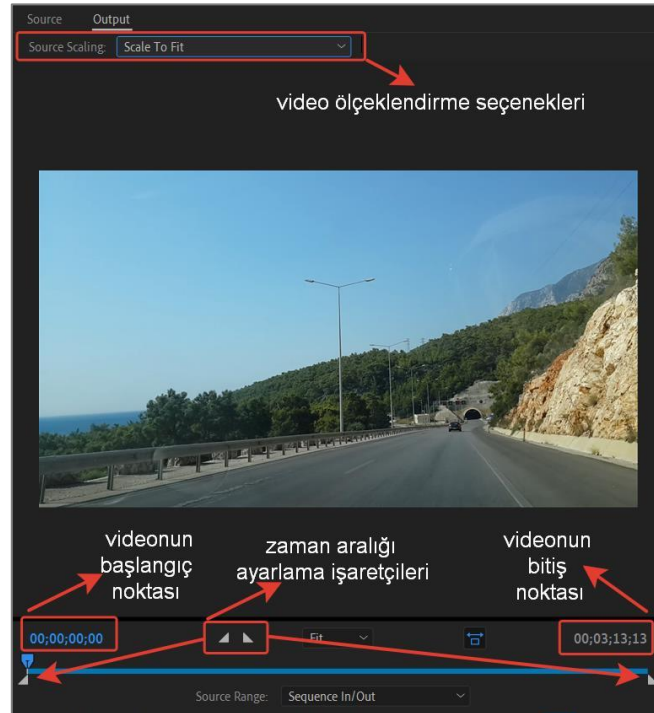 Source Output
Source Scaling: Scale To Fit
video ölçeklendirme seçenekleri
videonun
başlangıç
noktası
zaman aralığı
ayarlama işaretçileri
videonun
bitiş
noktası
00;00;00;00 Fit 00;03;13;13
Source Range: Sequence In/Out